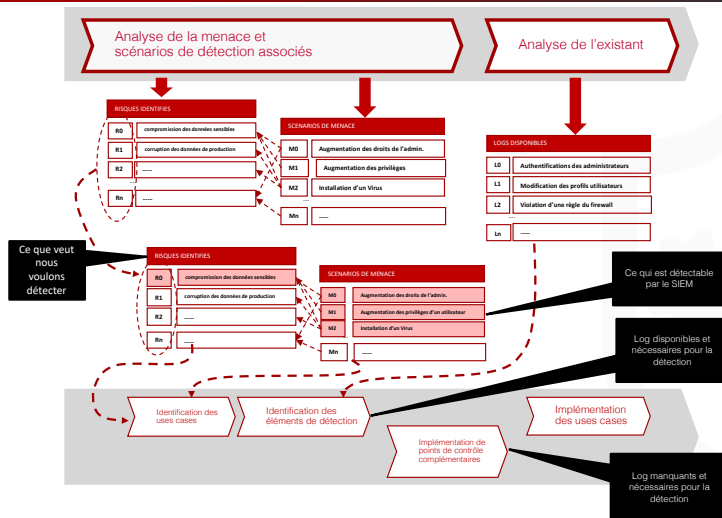 Analyse de la menace et
scénarios de détection associés
Analyse de l'existant
RISQUES IDENTIFIES
R0 compromission des données sensibles
R1 corruption des données de production
R2 ......
....
Rn ......
SCENARIOS DE MENACE
M0 Augmentation des droits de l'admin.
M1 Augmentation des privilèges
M2 Installation d'un Virus
....
Mn ......
LOGS DISPONIBLES
L0 Authentifications des administrateurs
L1 Modification des profils utilisateurs
L2 Violation d'une règle du firewall
....
Ln ......
Ce que veut
nous
voulons
détecter
RISQUES IDENTIFIES
R0 compromission des données sensibles
R1 corruption des données de production
R2 ......
Rn ......
SCENARIOS DE MENACE
M0 Augmentation des droits de l'admin.
M1 Augmentation des privilèges d'un utilisateur
M2 Installation d'un Virus
Mn ......
Ce qui est détectable
par le SIEM
Log disponibles et
nécessaires pour la
détection
Identification des
uses cases
Identification des
éléments de détection
Implémentation de
points de contrôle
complémentaires
Implémentation
des uses cases
Log manquants et
nécessaires pour la
détection